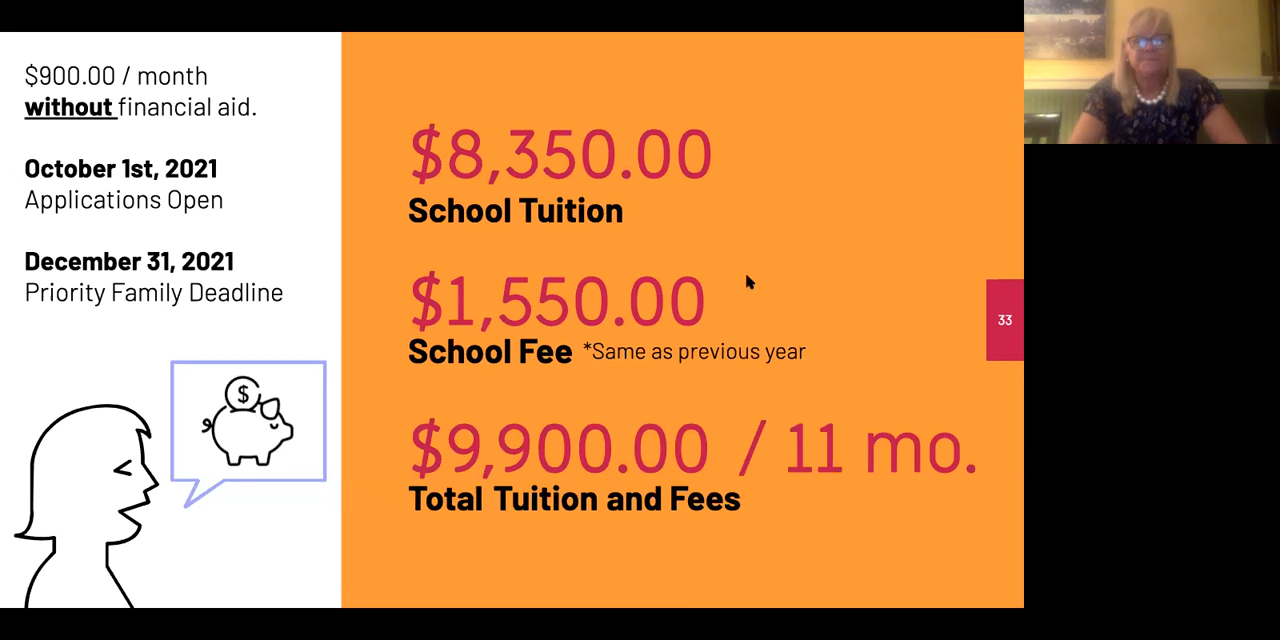 $900.00 / month
without financial aid.
October 1st, 2021
Applications Open
December 31, 2021
Priority Family Deadline
$
$8,350.00
School Tuition
$1,550.00
School Fee *Same as previous year
$9,900.00 / 11 mo.
Total Tuition and Fees
33